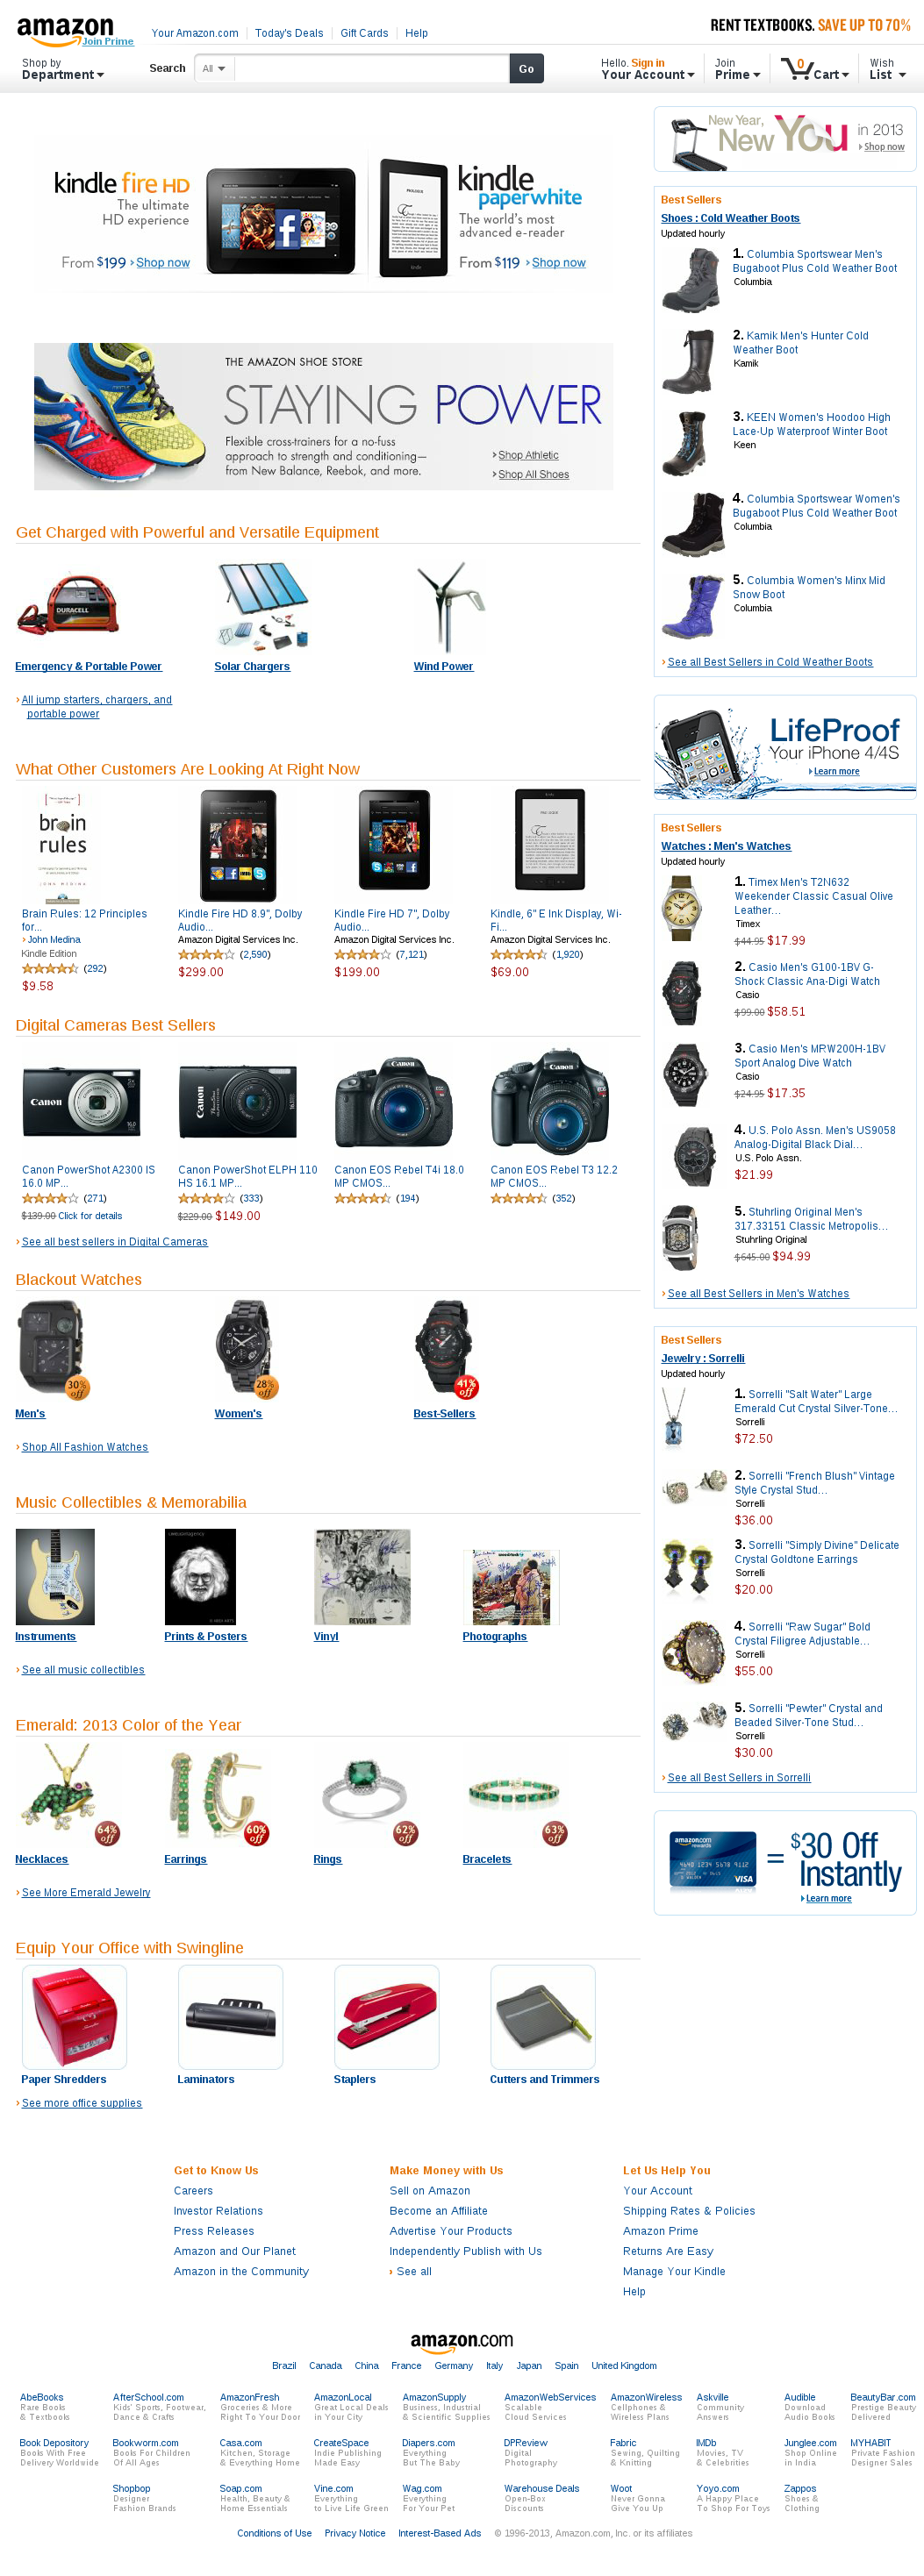 amazon
Join Prime
Your Amazon.com
Today's Deals
Gift Cards
Help
RENT TEXTBOOKS. SAVE UP TO 70%
Shop by
Department
Search
All
Go
Hello. Sign in
Your Account
Join
Prime
0
Cart
Wish
List
kindle fire HD
The ultimate
HD experience
From $199 › Shop now
kindle
paperwhite
The world's most
advanced e-reader
From $119 › Shop now
THE AMAZON SHOE STORE
STAYING POWER
Flexible cross-trainers for a no-fuss
approach to strength and conditioning—
from New Balance, Reebok, and more.
› Shop Athletic
› Shop All Shoes
Get Charged with Powerful and Versatile Equipment
DURACELL
Emergency & Portable Power
Solar Chargers
Wind Power
› All jump starters, chargers, and
portable power
What Other Customers Are Looking At Right Now
brain
rules
Brain Rules: 12 Principles
for...
› John Medina
Kindle Edition
(292)
$9.58
Kindle Fire HD 8.9", Dolby
Audio...
Amazon Digital Services Inc.
(2,590)
$299.00
Kindle Fire HD 7", Dolby
Audio...
Amazon Digital Services Inc.
(7,121)
$199.00
Kindle, 6" E Ink Display, Wi-
Fi...
Amazon Digital Services Inc.
(1,920)
$69.00
Digital Cameras Best Sellers
Canon
Canon
Canon
Canon
Canon PowerShot A2300 IS
16.0 MP...
(271)
$139.00 Click for details
Canon PowerShot ELPH 110
HS 16.1 MP...
(333)
$229.00 $149.00
Canon EOS Rebel T4i 18.0
MP CMOS...
(194)
Canon EOS Rebel T3 12.2
MP CMOS...
(352)
› See all best sellers in Digital Cameras
Blackout Watches
30%
off
Men's
28%
off
Women's
41%
off
Best-Sellers
› Shop All Fashion Watches
Music Collectibles & Memorabilia
REVOLVER
Instruments
Prints & Posters
Vinyl
Photographs
› See all music collectibles
Emerald: 2013 Color of the Year
64%
off
Necklaces
60%
off
Earrings
62%
off
Rings
63%
off
Bracelets
› See More Emerald Jewelry
Equip Your Office with Swingline
Paper Shredders
Laminators
Staplers
Cutters and Trimmers
› See more office supplies
New Year,
New You in 2013
› Shop now
Best Sellers
Shoes : Cold Weather Boots
Updated hourly
1. Columbia Sportswear Men's
Bugaboot Plus Cold Weather Boot
Columbia
2. Kamik Men's Hunter Cold
Weather Boot
Kamik
3. KEEN Women's Hoodoo High
Lace-Up Waterproof Winter Boot
Keen
4. Columbia Sportswear Women's
Bugaboot Plus Cold Weather Boot
Columbia
5. Columbia Women's Minx Mid
Snow Boot
Columbia
› See all Best Sellers in Cold Weather Boots
LifeProof
Your iPhone 4/4S
› Learn more
Best Sellers
Watches : Men's Watches
Updated hourly
1. Timex Men's T2N632
Weekender Classic Casual Olive
Leather...
Timex
$44.95 $17.99
2. Casio Men's G100-1BV G-
Shock Classic Ana-Digi Watch
Casio
$99.00 $58.51
3. Casio Men's MRW200H-1BV
Sport Analog Dive Watch
Casio
$24.95 $17.35
4. U.S. Polo Assn. Men's US9058
Analog-Digital Black Dial...
U.S. Polo Assn.
$21.99
5. Stuhrling Original Men's
317.33151 Classic Metropolis...
Stuhrling Original
$645.00 $94.99
› See all Best Sellers in Men's Watches
Best Sellers
Jewelry : Sorrelli
Updated hourly
1. Sorrelli "Salt Water" Large
Emerald Cut Crystal Silver-Tone...
Sorrelli
$72.50
2. Sorrelli "French Blush" Vintage
Style Crystal Stud...
Sorrelli
$36.00
3. Sorrelli "Simply Divine" Delicate
Crystal Goldtone Earrings
Sorrelli
$20.00
4. Sorrelli "Raw Sugar" Bold
Crystal Filigree Adjustable...
Sorrelli
$55.00
5. Sorrelli "Pewter" Crystal and
Beaded Silver-Tone Stud...
Sorrelli
$30.00
› See all Best Sellers in Sorrelli
amazon.com
rewards
4640 1234 5678 9112
VISA
= $30 Off
Instantly
› Learn more
Get to Know Us
Careers
Investor Relations
Press Releases
Amazon and Our Planet
Amazon in the Community
Make Money with Us
Sell on Amazon
Become an Affiliate
Advertise Your Products
Independently Publish with Us
› See all
Let Us Help You
Your Account
Shipping Rates & Policies
Amazon Prime
Returns Are Easy
Manage Your Kindle
Help
amazon.com
Brazil Canada China France Germany Italy Japan Spain United Kingdom
AbeBooks
Rare Books
& Textbooks
AfterSchool.com
Kids' Sports, Footwear,
Dance & Crafts
AmazonFresh
Groceries & More
Right To Your Door
AmazonLocal
Great Local Deals
in Your City
AmazonSupply
Business, Industrial
& Scientific Supplies
AmazonWebServices
Scalable
Cloud Services
AmazonWireless
Cellphones &
Wireless Plans
Askville
Community
Answers
Audible
Download
Audio Books
BeautyBar.com
Prestige Beauty
Delivered
Book Depository
Books With Free
Delivery Worldwide
Bookworm.com
Books For Children
Of All Ages
Casa.com
Kitchen, Storage
& Everything Home
CreateSpace
Indie Publishing
Made Easy
Diapers.com
Everything
But The Baby
DPReview
Digital
Photography
Fabric
Sewing, Quilting
& Knitting
IMDb
Movies, TV
& Celebrities
Junglee.com
Shop Online
in India
MYHABIT
Private Fashion
Designer Sales
Shopbop
Designer
Fashion Brands
Soap.com
Health, Beauty &
Home Essentials
Vine.com
Everything
to Live Life Green
Wag.com
Everything
For Your Pet
Warehouse Deals
Open-Box
Discounts
Woot
Never Gonna
Give You Up
Yoyo.com
A Happy Place
To Shop For Toys
Zappos
Shoes &
Clothing
Conditions of Use Privacy Notice Interest-Based Ads © 1996-2013, Amazon.com, Inc. or its affiliates